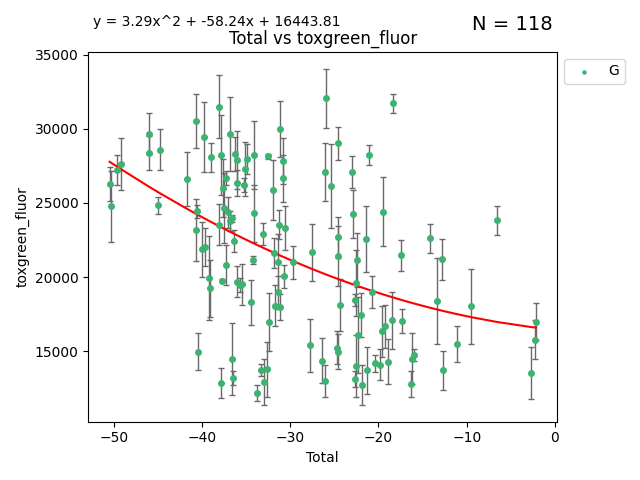 y = 3.29x^2 + -58.24x + 16443.81
N = 118
Total vs toxgreen_fluor
35000
30000
25000
20000
15000
toxgreen_fluor
−50
−40
−30
−20
−10
0
Total
G